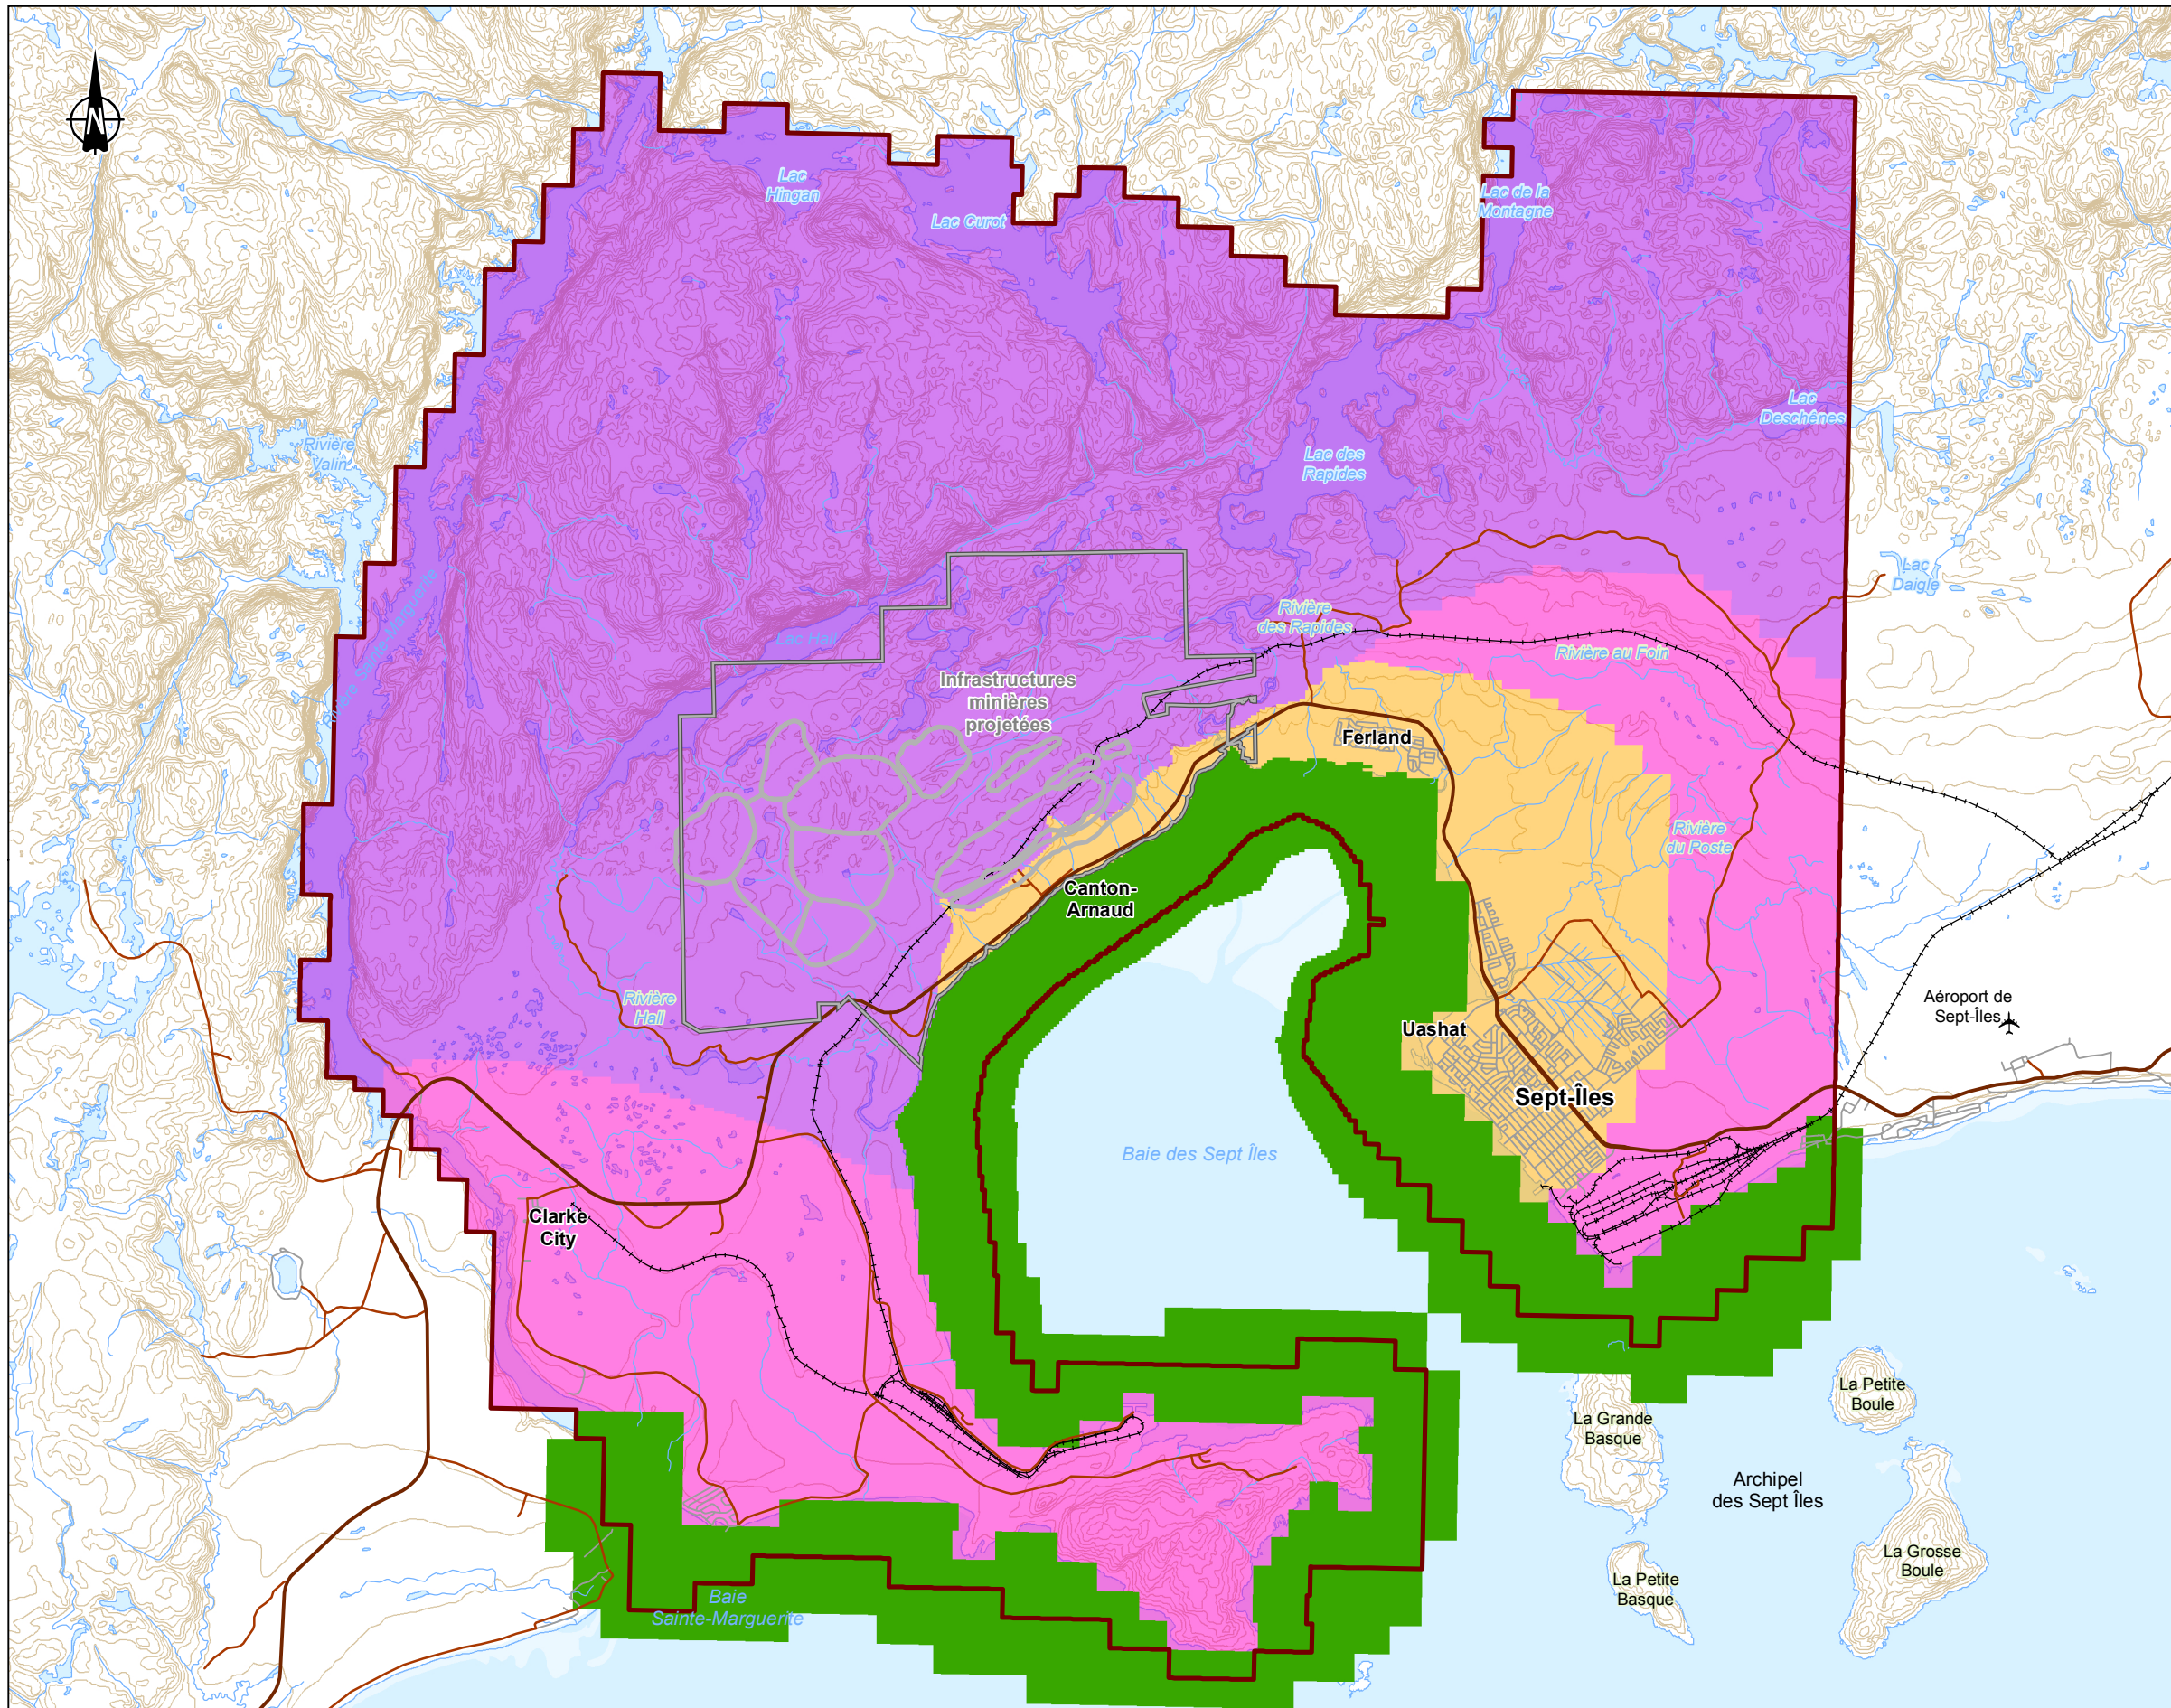 N
Lac
Hingan
Lac Curot
Lac de la
Montagne
Lac
Deschênes
Rivière
Valin
Lac des
Rapides
Lac
Daigle
Rivière Sainte-Marguerite
Rivière
des Rapides
Lac Hall
Rivière au Foin
Infrastructures
minières
projetées
Ferland
Rivière
du Poste
Canton-
Arnaud
Rivière
Hall
Aéroport de
Sept-Îles
Uashat
Sept-Îles
Baie des Sept Îles
Clarke
City
La Petite
Boule
La Grande
Basque
Archipel
des Sept Îles
La Grosse
Boule
La Petite
Basque
Baie
Sainte-Marguerite